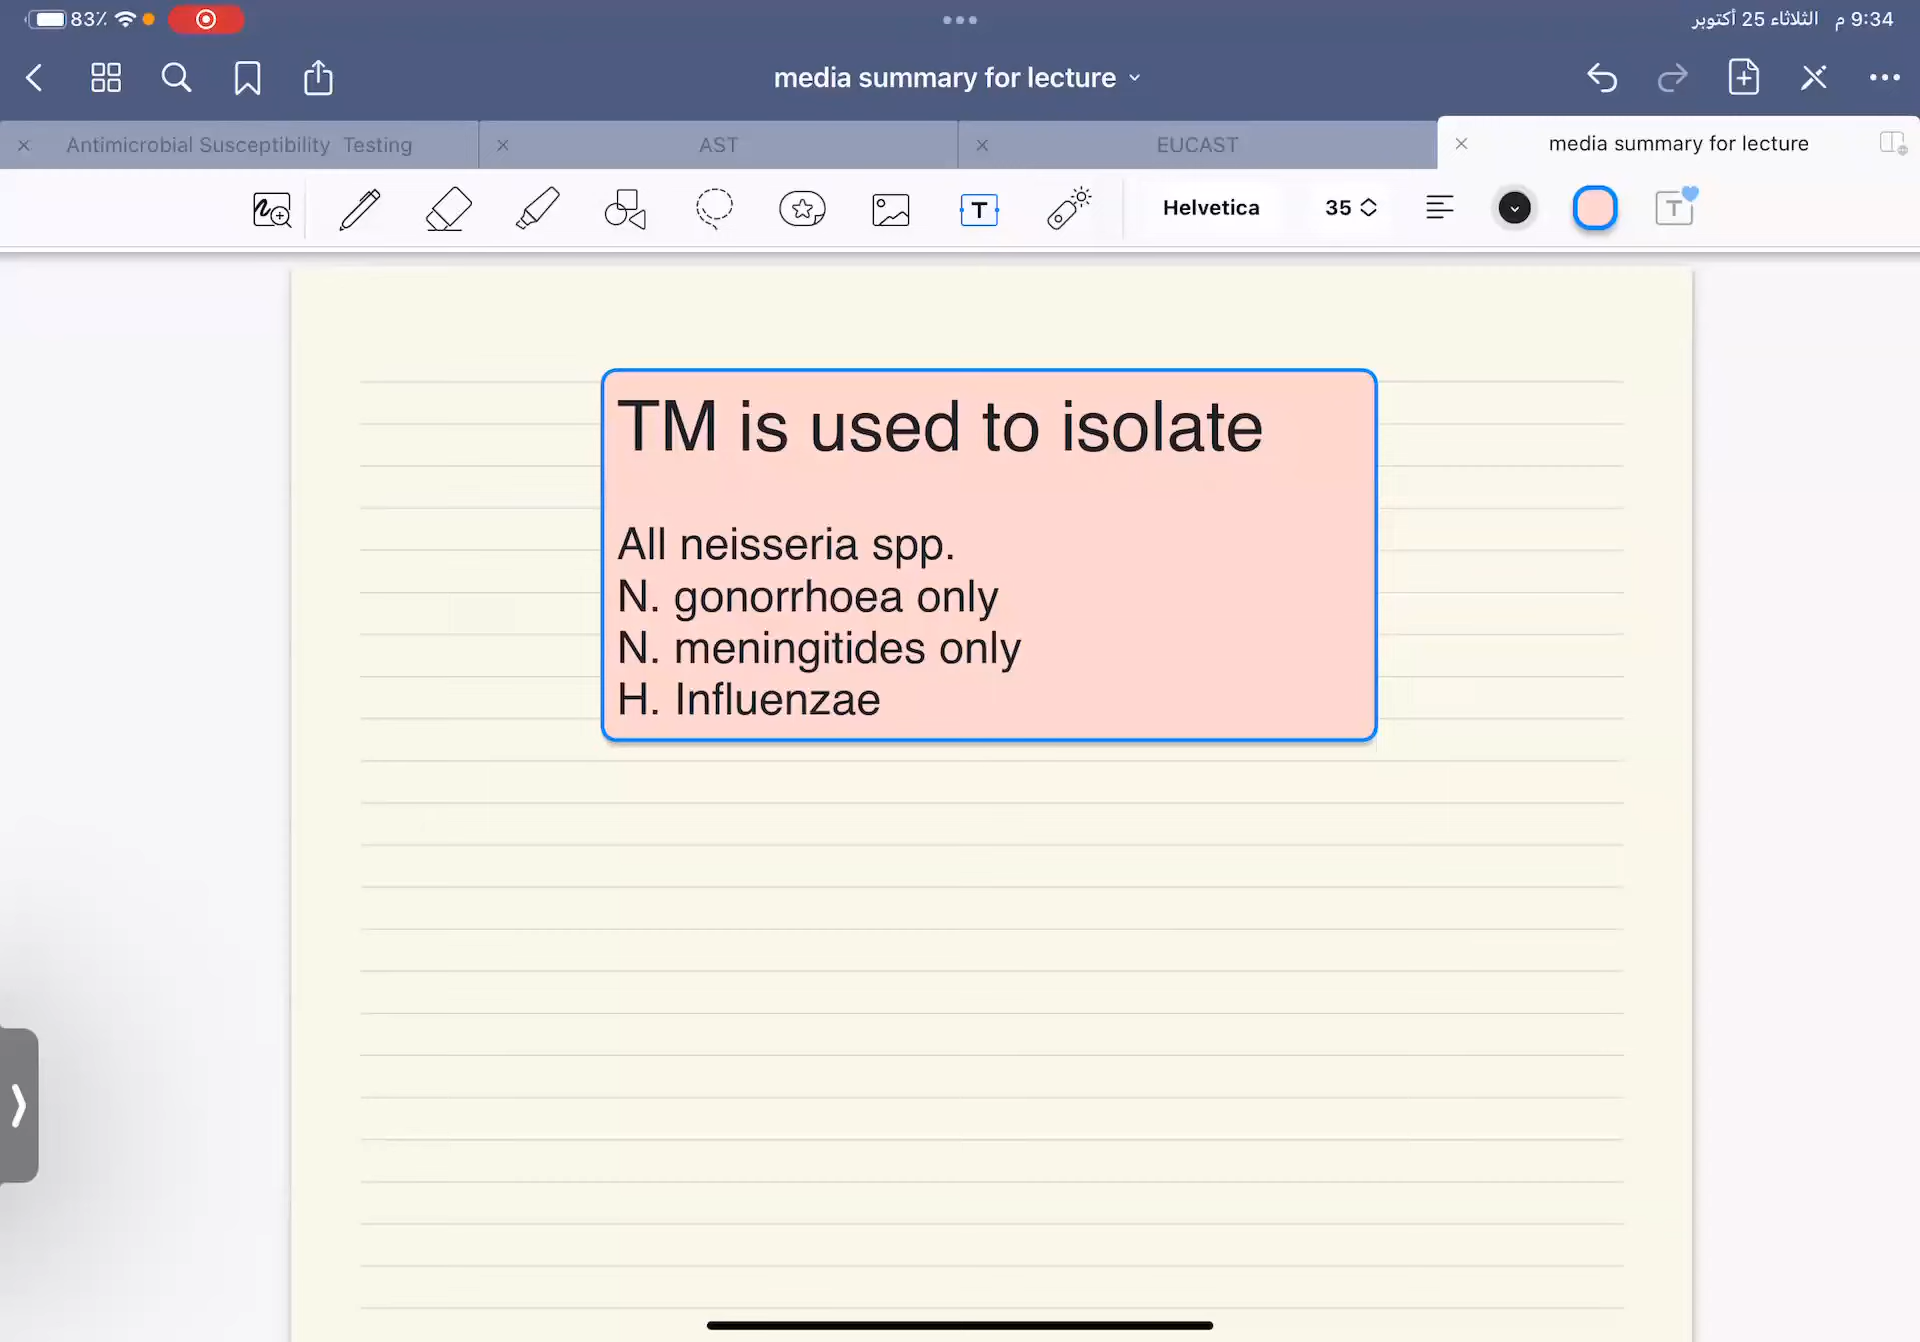 83% الثلاثاء 25 أكتوبر 9:34 م
media summary for lecture
Antimicrobial Susceptibility Testing AST EUCAST media summary for lecture
T Helvetica 35 T
TM is used to isolate
All neisseria spp.
N. gonorrhoea only
N. meningitides only
H. Influenzae